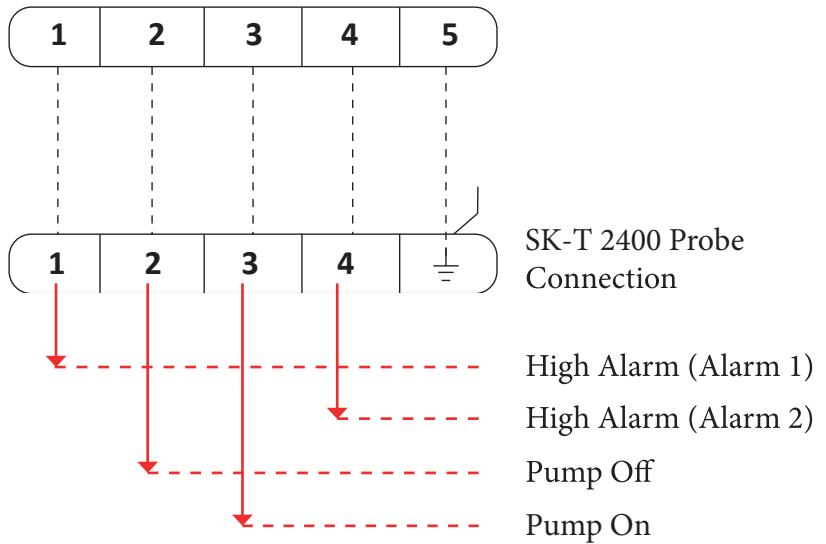 1 2 3 4 5
1 2 3 4
SK-T 2400 Probe
Connection
High Alarm (Alarm 1)
High Alarm (Alarm 2)
Pump Off
Pump On